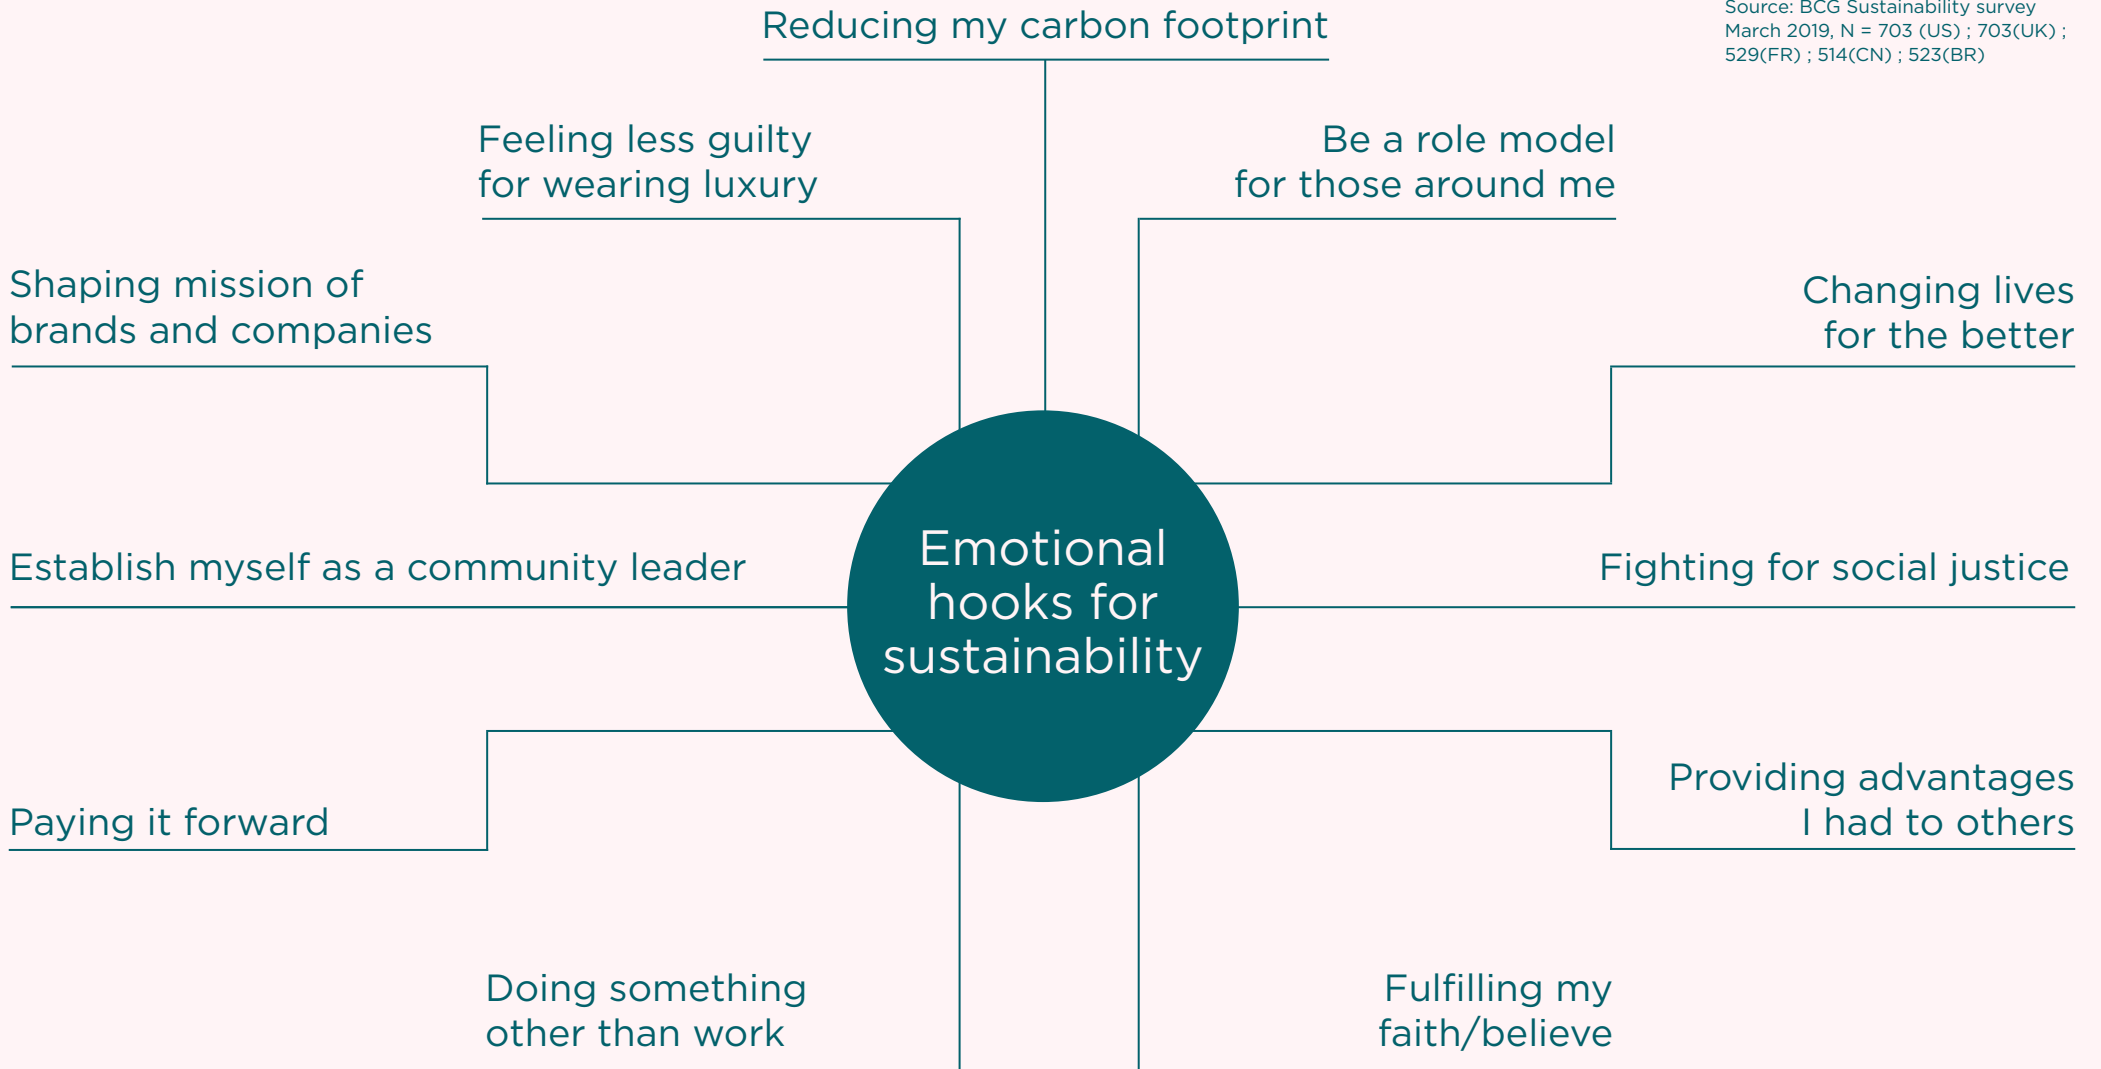 Reducing my carbon footprint
Source: BCG Sustainability survey
March 2019, N = 703 (US) ; 703(UK) ;
529(FR) ; 514(CN) ; 523(BR)
Feeling less guilty
for wearing luxury
Be a role model
for those around me
Shaping mission of
brands and companies
Changing lives
for the better
Emotional
hooks for
sustainability
Establish myself as a community leader
Fighting for social justice
Paying it forward
Providing advantages
I had to others
Doing something
other than work
Fulfilling my
faith/believe